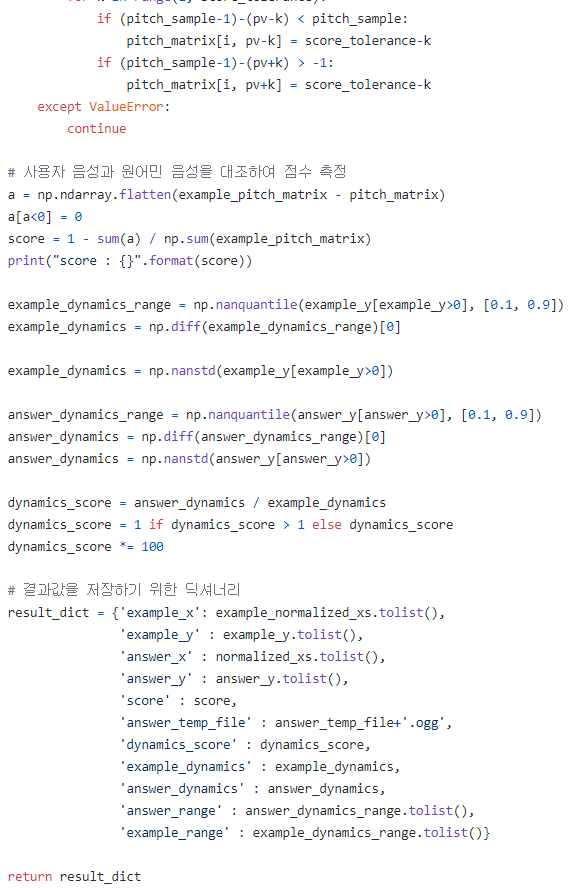 if (pitch_sample-1)-(pv-k) < pitch_sample:
                pitch_matrix[i, pv-k] = score_tolerance-k
            if (pitch_sample-1)-(pv+k) > -1:
                pitch_matrix[i, pv+k] = score_tolerance-k
    except ValueError:
        continue

# 사용자 음성과 원어민 음성을 대조하여 점수 측정
a = np.ndarray.flatten(example_pitch_matrix - pitch_matrix)
a[a<0] = 0
score = 1 - sum(a) / np.sum(example_pitch_matrix)
print("score : {}".format(score))

example_dynamics_range = np.nanquantile(example_y[example_y>0], [0.1, 0.9])
example_dynamics = np.diff(example_dynamics_range)[0]

example_dynamics = np.nanstd(example_y[example_y>0])

answer_dynamics_range = np.nanquantile(answer_y[answer_y>0], [0.1, 0.9])
answer_dynamics = np.diff(answer_dynamics_range)[0]
answer_dynamics = np.nanstd(answer_y[answer_y>0])

dynamics_score = answer_dynamics / example_dynamics
dynamics_score = 1 if dynamics_score > 1 else dynamics_score
dynamics_score *= 100

# 결과값을 저장하기 위한 딕셔너리
result_dict = {'example_x': example_normalized_xs.tolist(),
               'example_y' : example_y.tolist(),
               'answer_x' : normalized_xs.tolist(),
               'answer_y' : answer_y.tolist(),
               'score' : score,
               'answer_temp_file' : answer_temp_file+'.ogg',
               'dynamics_score' : dynamics_score,
               'example_dynamics' : example_dynamics,
               'answer_dynamics' : answer_dynamics,
               'answer_range' : answer_dynamics_range.tolist(),
               'example_range' : example_dynamics_range.tolist()}

return result_dict